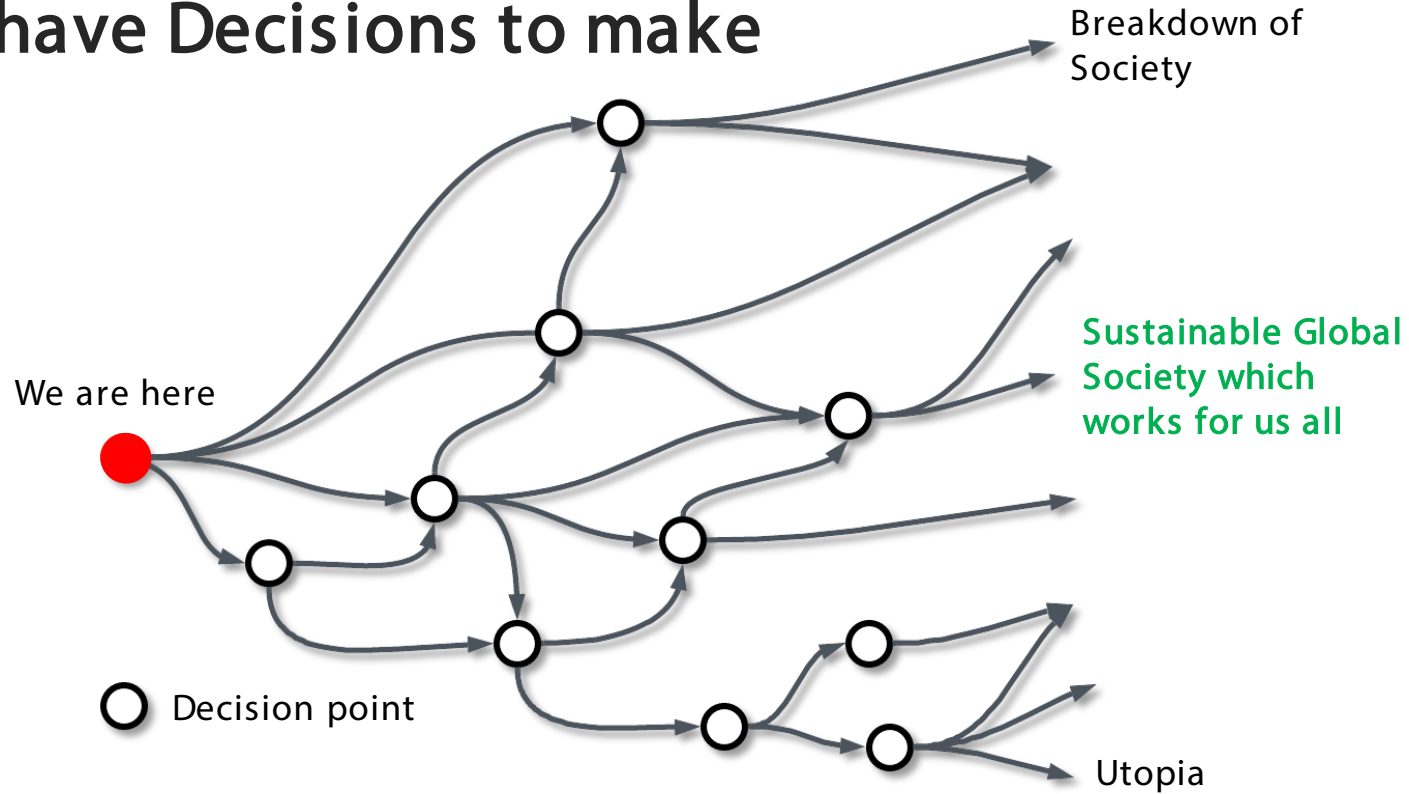 have Decisions to make
Breakdown of
Society
Sustainable Global
Society which
works for us all
We are here
Decision point
Utopia